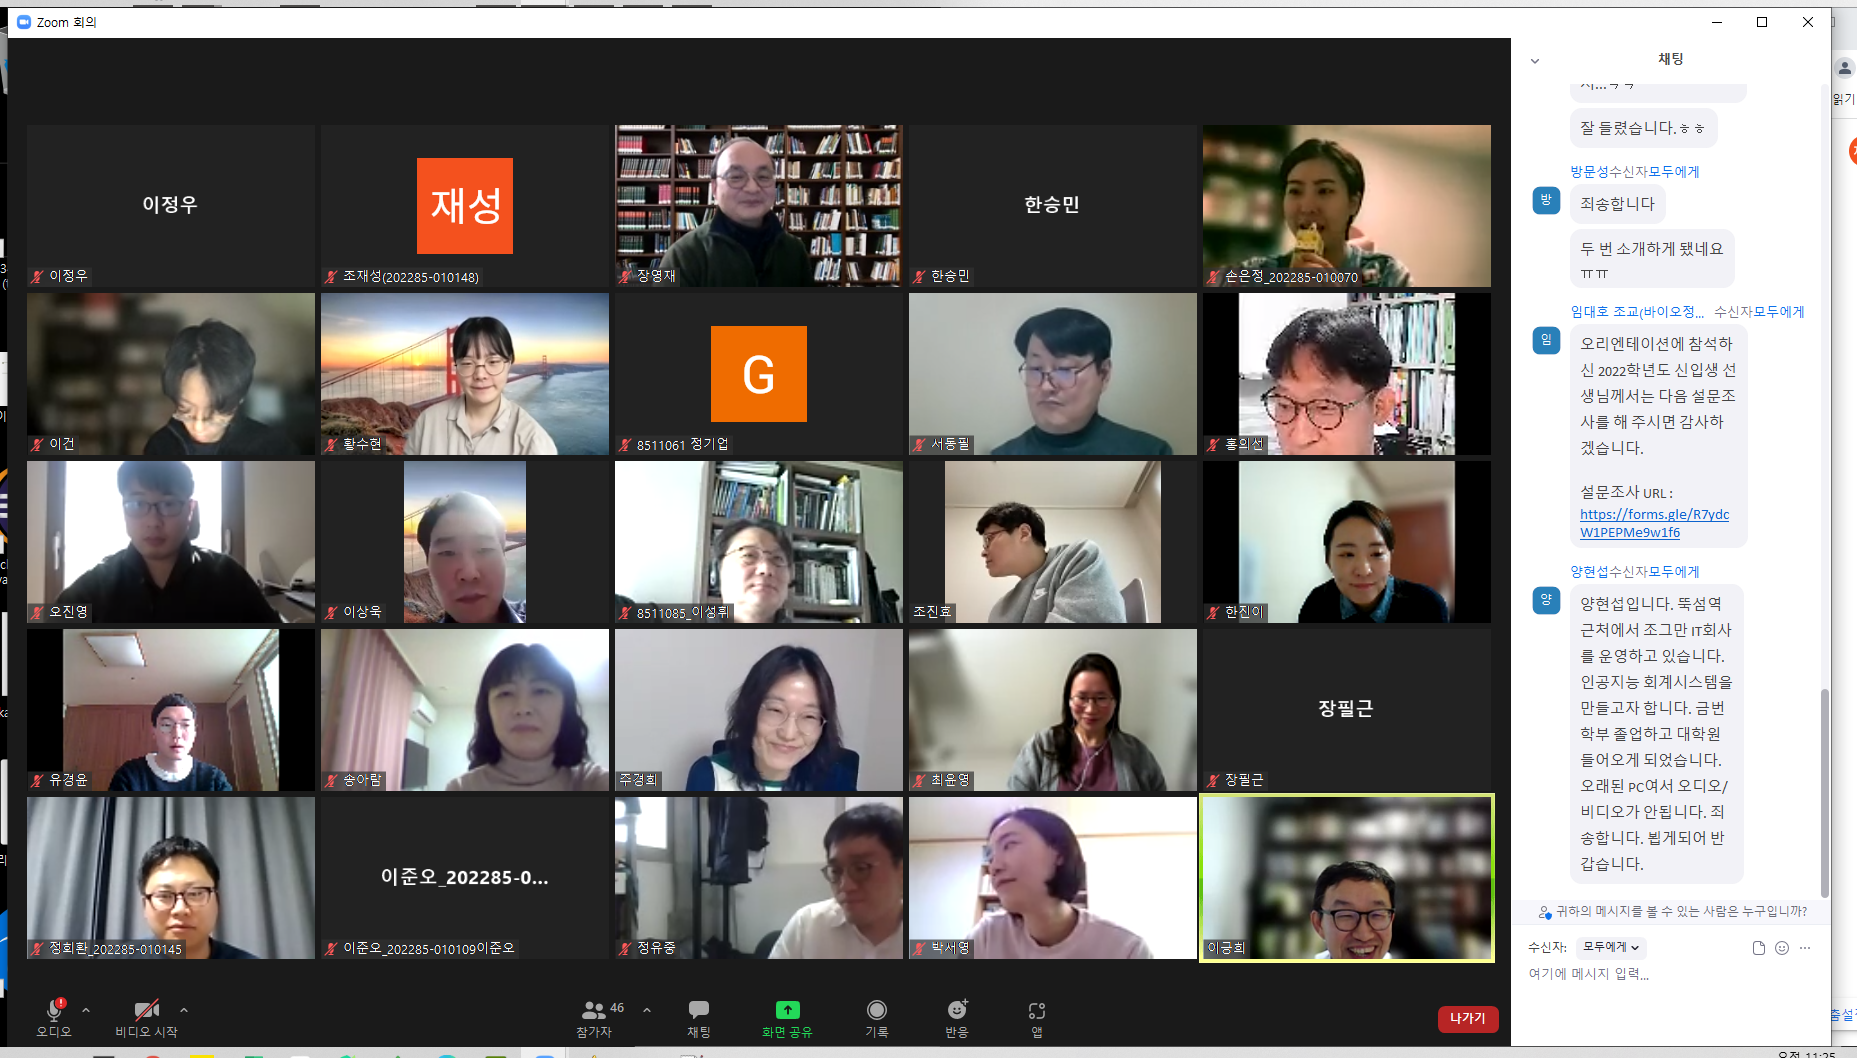 Zoom 회의
이정우
이정우
재성
조재성(202285-010148)
장영재
한승민
한승민
손은정_202285-010070
이건
황수현
G
8511061 정기업
서동필
홍의선
오진영
이상욱
8511085_이성휘
조진효
한진이
유경윤
송아람
주경희
최윤영
장필근
장필근
정희환_202285-010145
이준오_202285-0...
이준오_202285-010109이준오
정유중
박서영
이긍희
오디오
비디오 시작
46
참가자
채팅
화면 공유
기록
반응
앱
나가기
채팅
잘 들렸습니다.ㅎㅎ
방문성수신자모두에게
방
죄송합니다
두 번 소개하게 됐네요
ㅠㅠ
임대호 조교(바이오정... 수신자모두에게
임
오리엔테이션에 참석하
신 2022학년도 신입생 선
생님께서는 다음 설문조
사를 해 주시면 감사하
겠습니다.
설문조사 URL :
https://forms.gle/R7ydc
W1PEPMe9w1f6
양현섭수신자모두에게
양
양현섭입니다. 뚝섬역
근처에서 조그만 IT회사
를 운영하고 있습니다.
인공지능 회계시스템을
만들고자 합니다. 금번
학부 졸업하고 대학원
들어오게 되었습니다.
오래된 PC여서 오디오/
비디오가 안됩니다. 죄
송합니다. 뵙게되어 반
갑습니다.
귀하의 메시지를 볼 수 있는 사람은 누구입니까?
수신자: 모두에게
여기에 메시지 입력...
읽기
오전 11:25